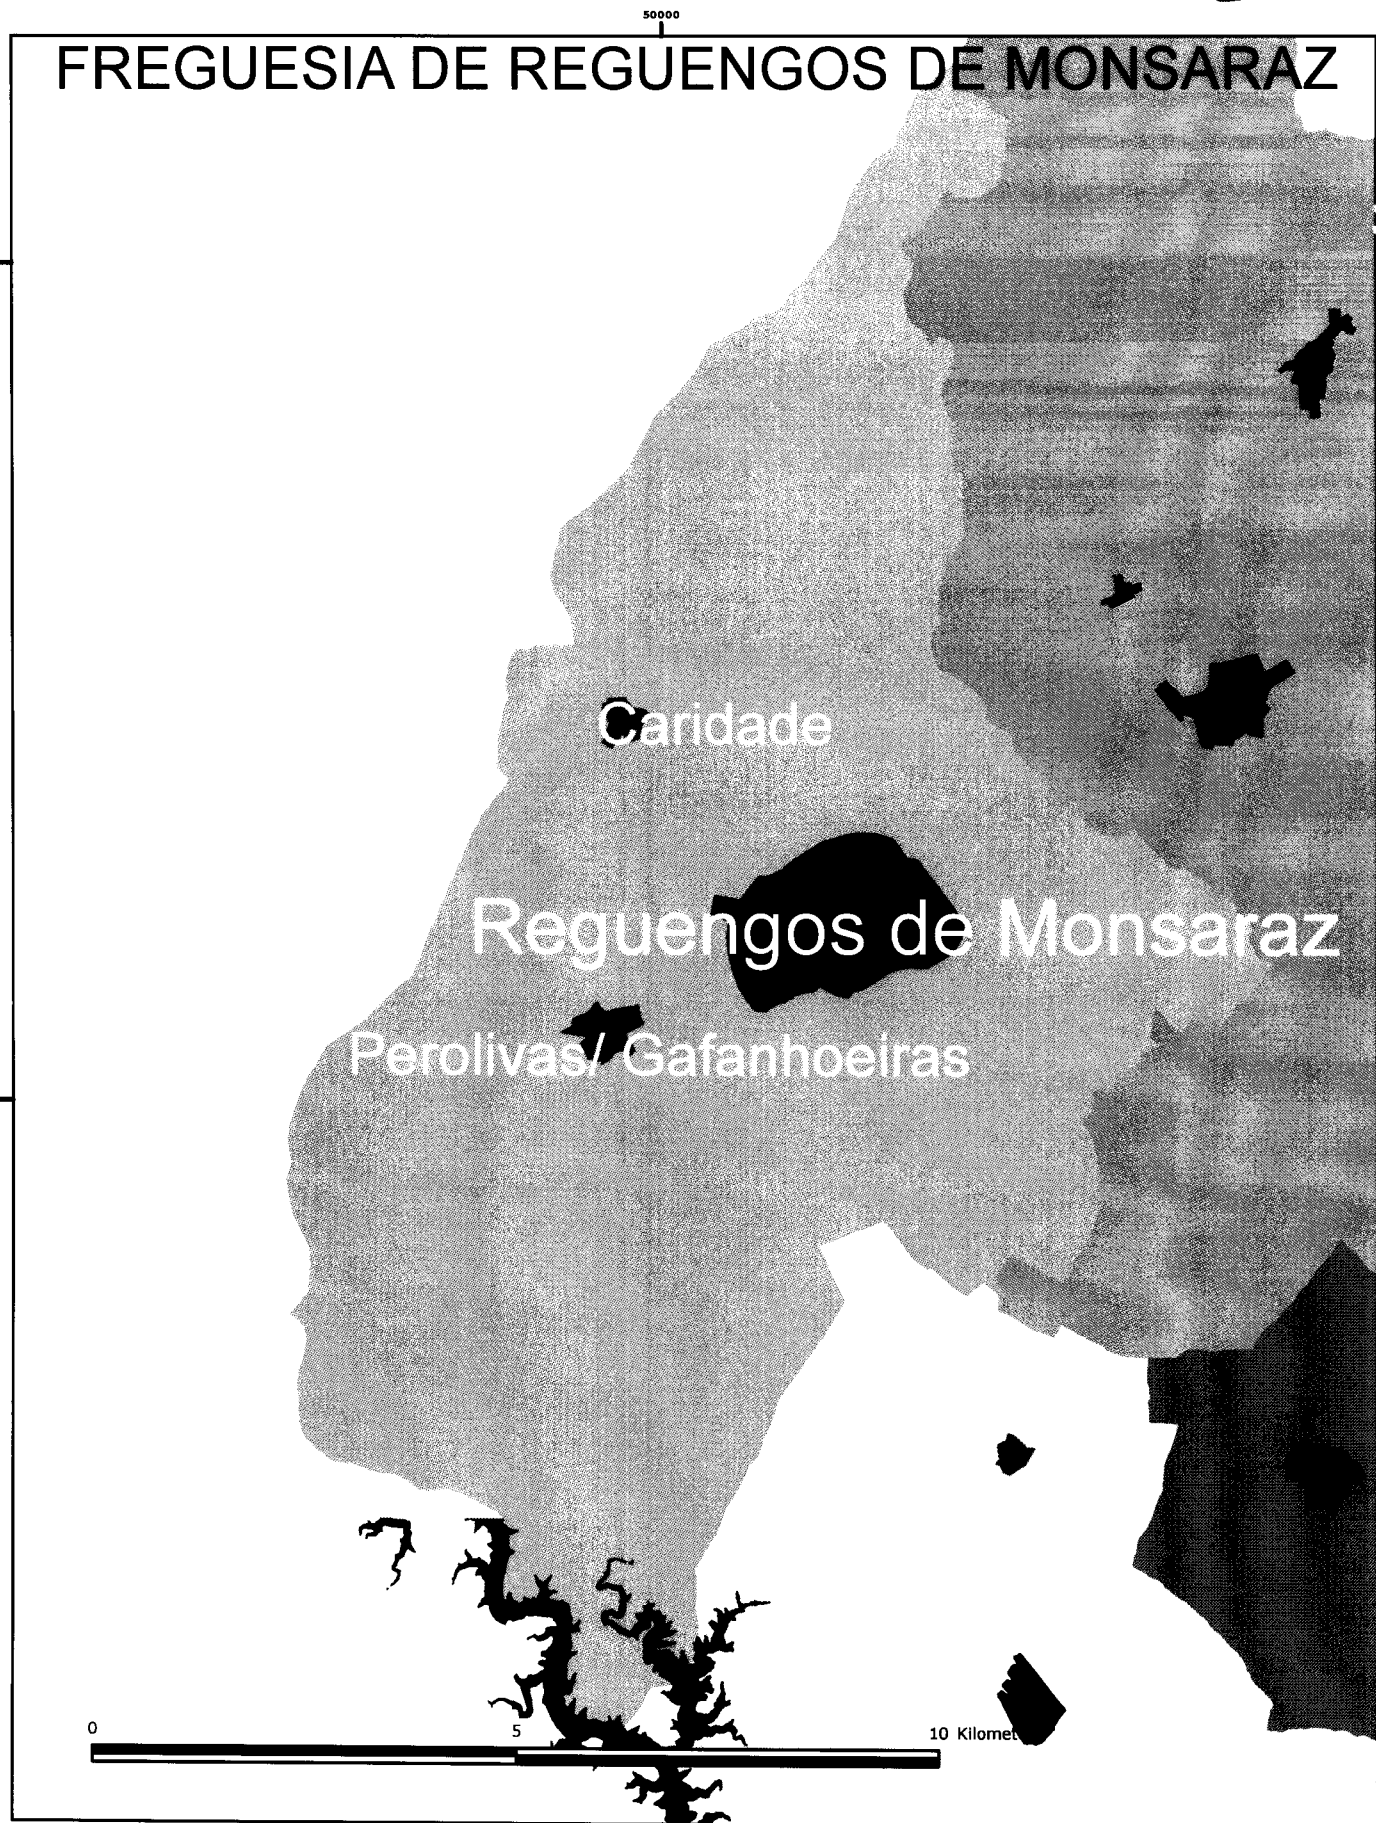 50000
FREGUESIA DE REGUENGOS DE MONSARAZ
Caridade
Reguengos de Monsaraz
Perolivas/ Gafanhoeiras
0 5 10 Kilomet